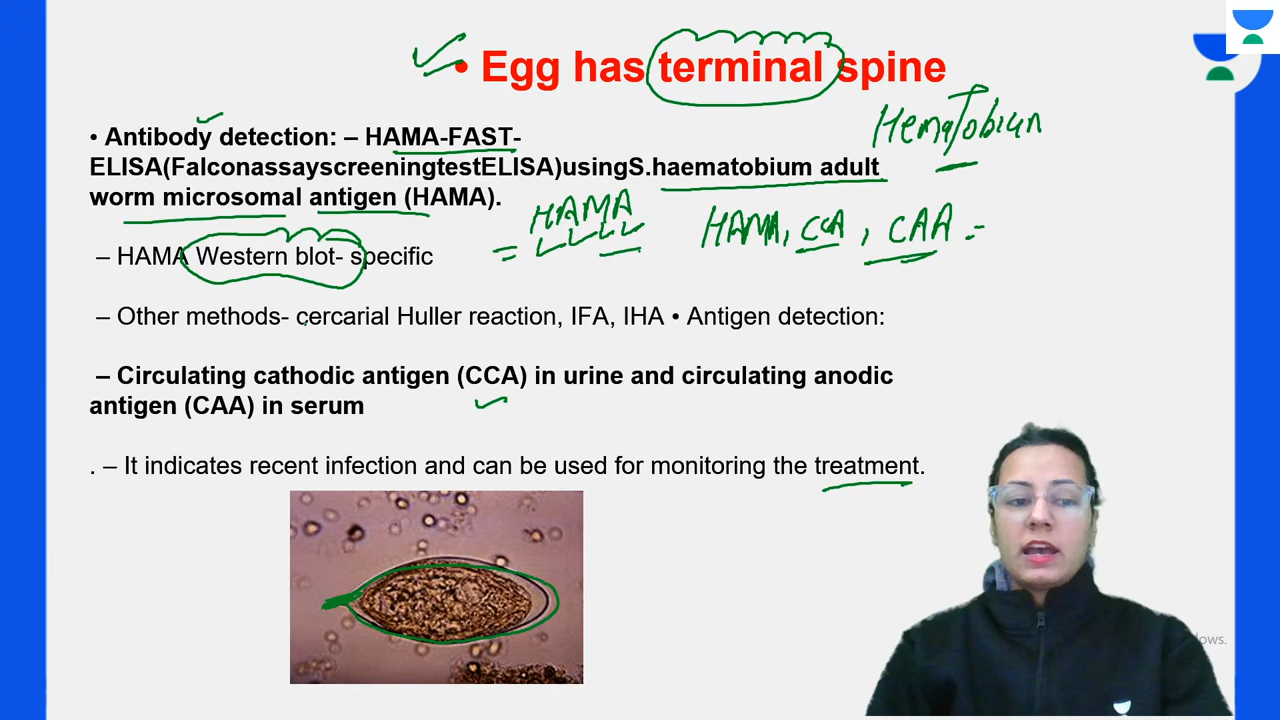 • Egg has terminal spine
HemaTobium
• Antibody detection: – HAMA-FAST-
ELISA(FalconassayscreeningtestELISA)usingS.haematobium adult
worm microsomal antigen (HAMA).
= HAMA
HAMA, CCA, CAA =
– HAMA Western blot- specific
– Other methods- cercarial Huller reaction, IFA, IHA • Antigen detection:
– Circulating cathodic antigen (CCA) in urine and circulating anodic
antigen (CAA) in serum
. – It indicates recent infection and can be used for monitoring the treatment.